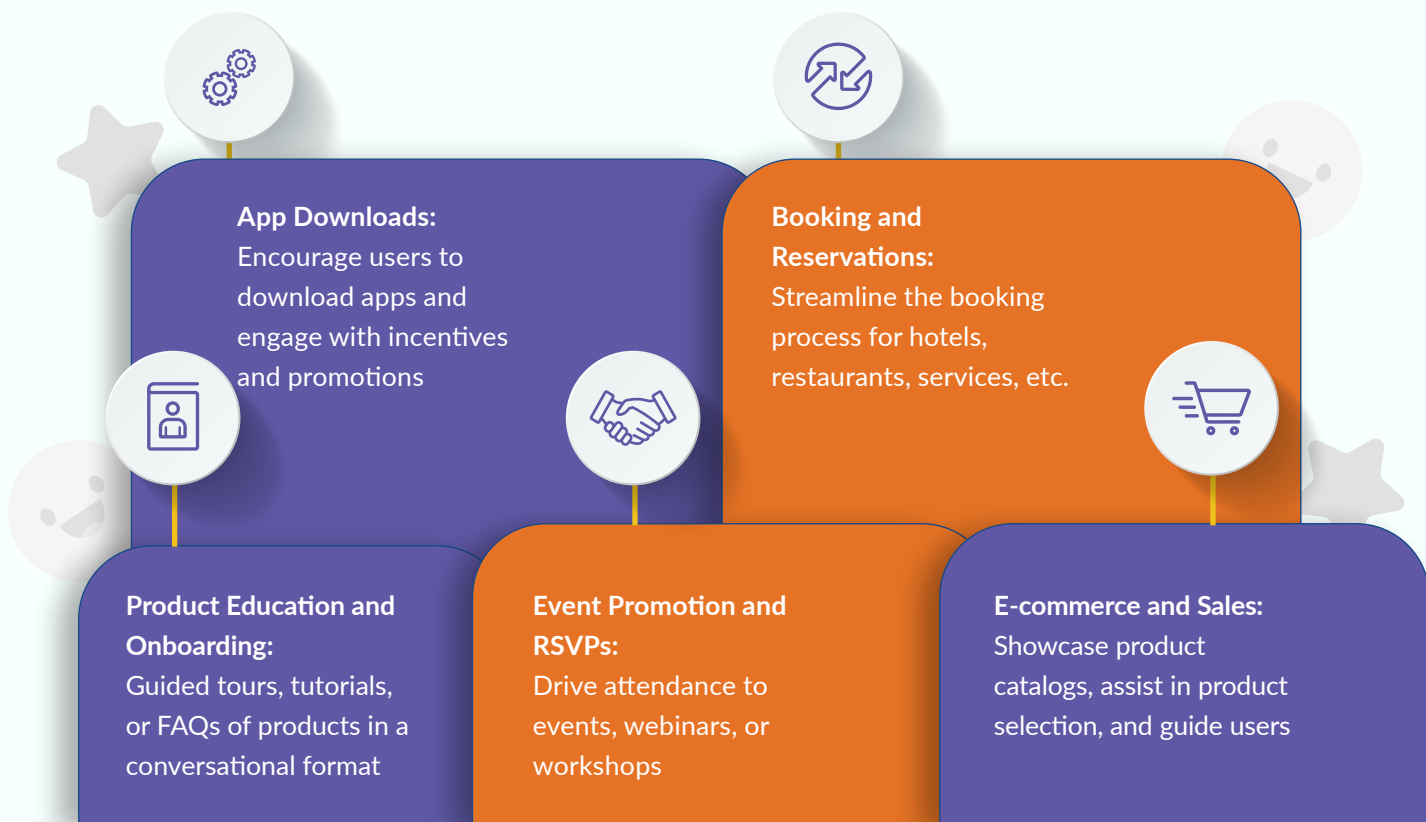 App Downloads:
Encourage users to
download apps and
engage with incentives
and promotions
Booking and
Reservations:
Streamline the booking
process for hotels,
restaurants, services, etc.
Product Education and
Onboarding:
Guided tours, tutorials,
or FAQs of products in a
conversational format
Event Promotion and
RSVPs:
Drive attendance to
events, webinars, or
workshops
E-commerce and Sales:
Showcase product
catalogs, assist in product
selection, and guide users